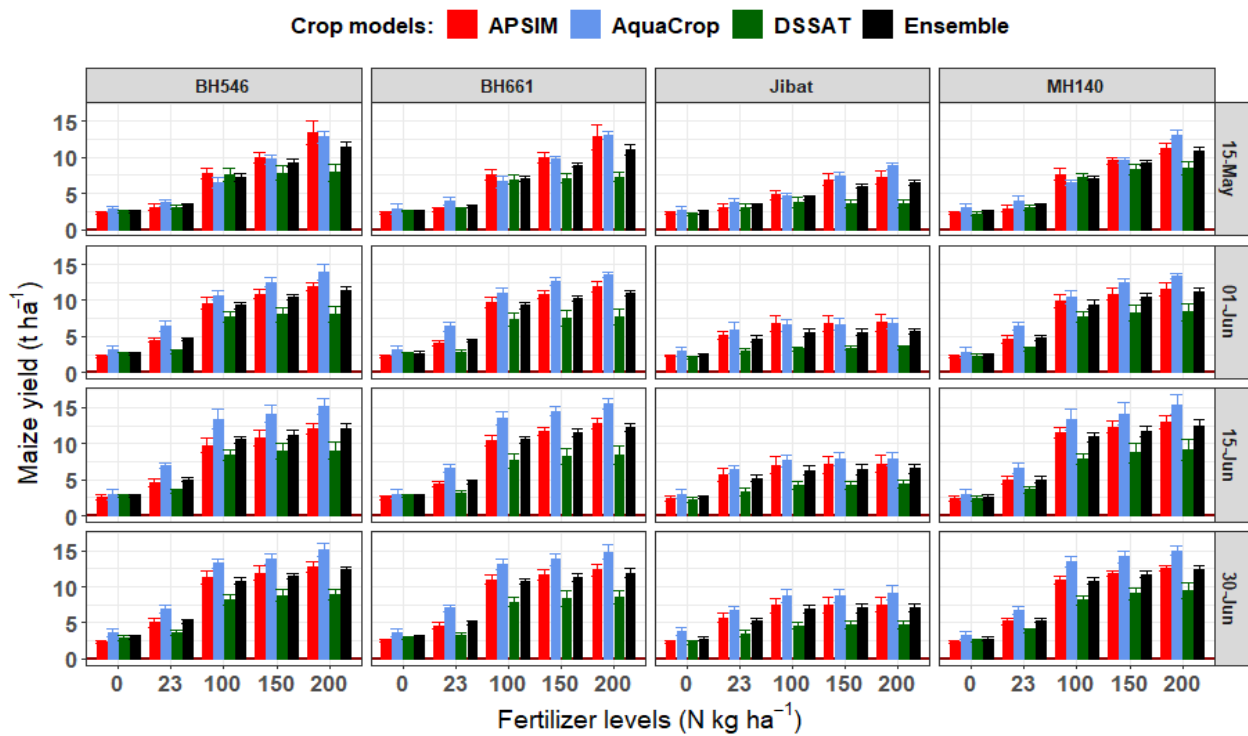 Crop models: APSIM AquaCrop DSSAT Ensemble
BH546 BH661 Jibat MH140
Maize yield (t ha⁻¹)
15
10
5
0
15-May
15
10
5
0
01-Jun
15
10
5
0
15-Jun
15
10
5
0
30-Jun
0 23 100 150 200 0 23 100 150 200 0 23 100 150 200 0 23 100 150 200
Fertilizer levels (N kg ha⁻¹)